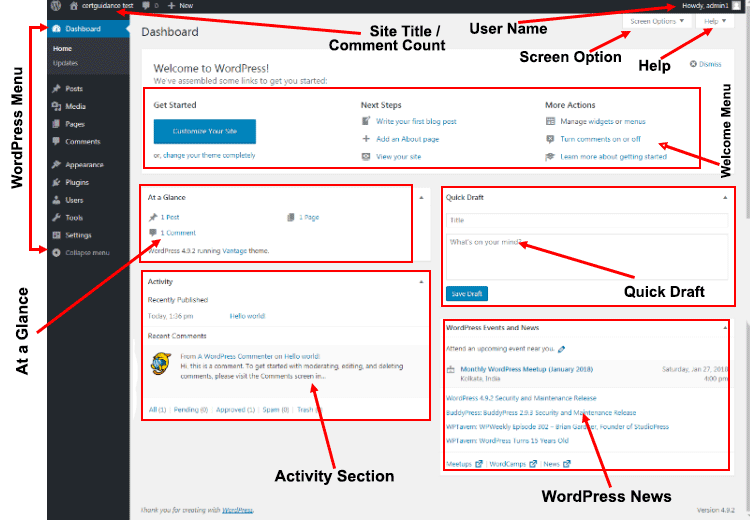 certguidance test 0 New Howdy, admin1
Site Title /
Comment Count
User Name
Screen Options Help
Screen Option
Help
WordPress Menu
Dashboard
Home
Updates
Posts
Media
Pages
Comments
Appearance
Plugins
Users
Tools
Settings
Collapse menu
Dashboard
Welcome to WordPress!
We've assembled some links to get you started:
Dismiss
Welcome Menu
Get Started
Customize Your Site
or, change your theme completely
Next Steps
Write your first blog post
Add an About page
View your site
More Actions
Manage widgets or menus
Turn comments on or off
Learn more about getting started
At a Glance
At a Glance
1 Post 1 Page
1 Comment
WordPress 4.9.2 running Vantage theme.
Quick Draft
Title
What's on your mind?
Save Draft
Quick Draft
Activity
Recently Published
Today, 1:26 pm Hello world!
Recent Comments
From A WordPress Commenter on Hello world!
Hi, this is a comment. To get started with moderating, editing, and deleting
comments, please visit the Comments screen in...
All (1) | Pending (0) | Approved (1) | Spam (0) | Trash (
Activity Section
WordPress Events and News
Attend an upcoming event near you.
Monthly WordPress Meetup (January 2018) Saturday, Jan 27, 2018
Kolkata, India 4:00 pm
WordPress 4.9.2 Security and Maintenance Release
BuddyPress: BuddyPress 2.9.3 Security and Maintenance Release
WPTavern: WPWeekly Episode 302 – Brian Gardner, Founder of StudioPress
WPTavern: WordPress Turns 15 Years Old
Meetups | WordCamps | News
WordPress News
Thank you for creating with WordPress. Version 4.9.2